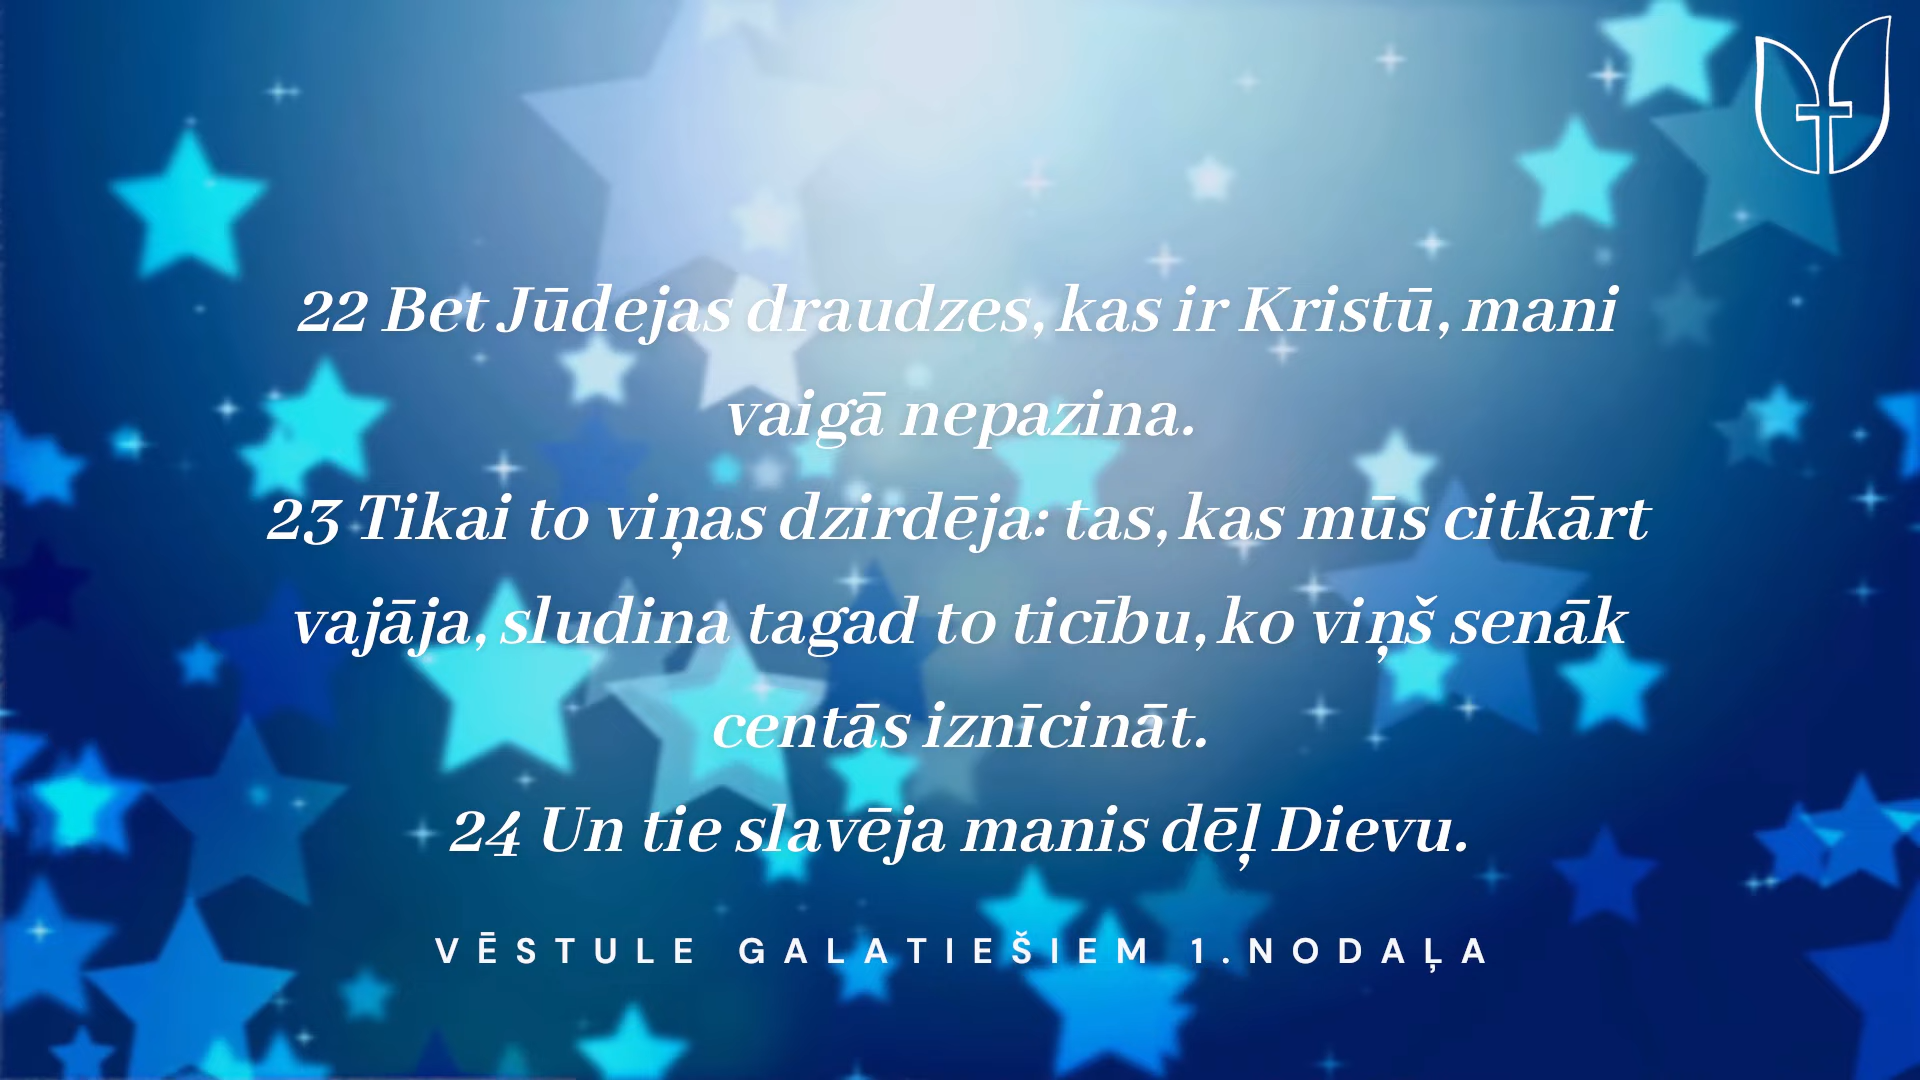 22 Bet Jūdejas draudzes, kas ir Kristū, mani
vaigā nepazina.
23 Tikai to viņas dzirdēja: tas, kas mūs citkārt
vajāja, sludina tagad to ticību, ko viņš senāk
centās iznīcināt.
24 Un tie slavēja manis dēļ Dievu.
VĒSTULE GALATIEŠIEM 1.NODAĻA